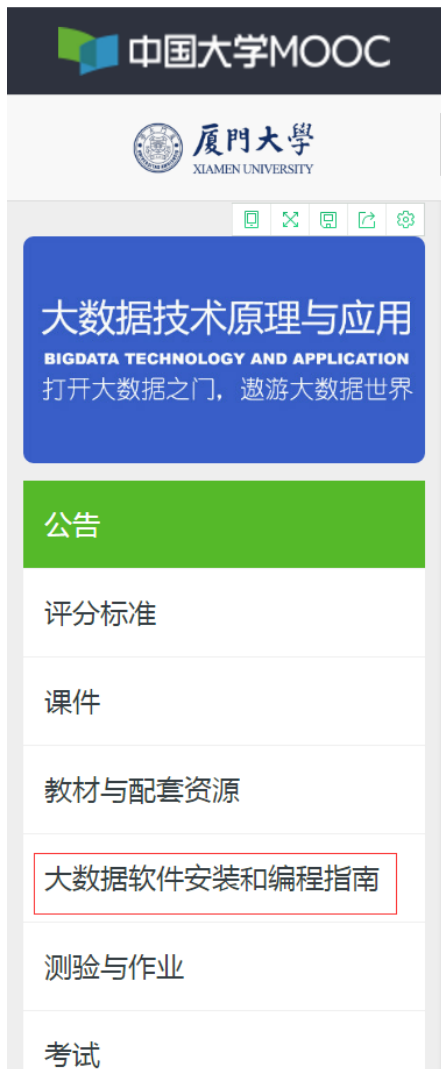 中国大学MOOC
厦門大學
XIAMEN UNIVERSITY
大数据技术原理与应用
BIGDATA TECHNOLOGY AND APPLICATION
打开大数据之门，遨游大数据世界
公告
评分标准
课件
教材与配套资源
大数据软件安装和编程指南
测验与作业
考试